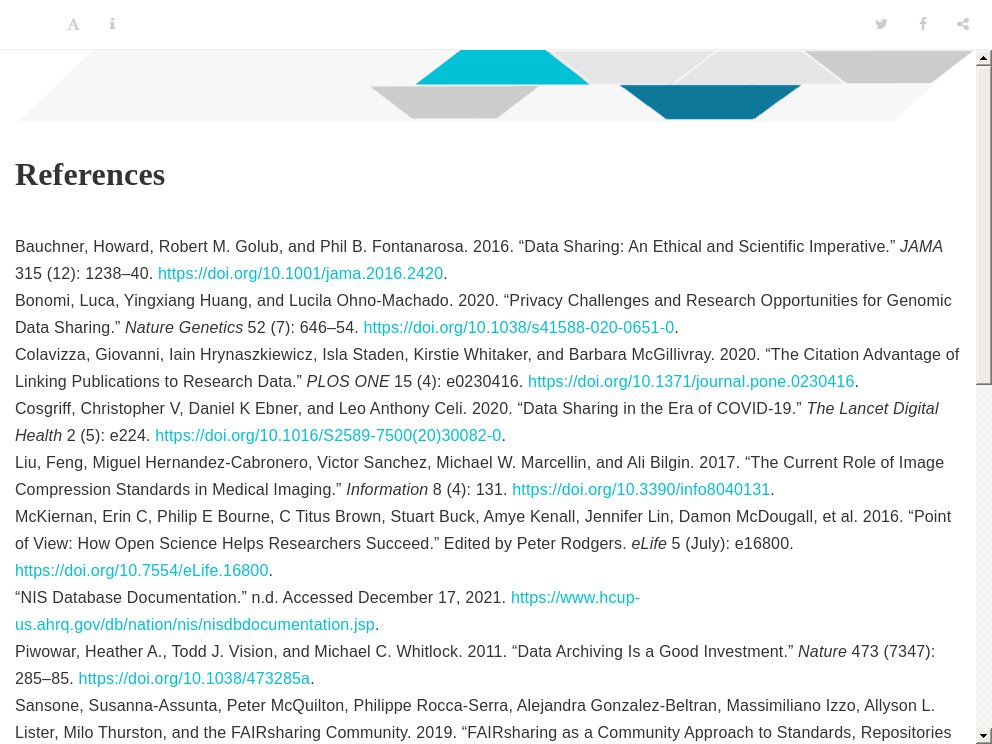 References
Bauchner, Howard, Robert M. Golub, and Phil B. Fontanarosa. 2016. “Data Sharing: An Ethical and Scientific Imperative.” JAMA
315 (12): 1238–40. https://doi.org/10.1001/jama.2016.2420.
Bonomi, Luca, Yingxiang Huang, and Lucila Ohno-Machado. 2020. “Privacy Challenges and Research Opportunities for Genomic
Data Sharing.” Nature Genetics 52 (7): 646–54. https://doi.org/10.1038/s41588-020-0651-0.
Colavizza, Giovanni, Iain Hrynaszkiewicz, Isla Staden, Kirstie Whitaker, and Barbara McGillivray. 2020. “The Citation Advantage of
Linking Publications to Research Data.” PLOS ONE 15 (4): e0230416. https://doi.org/10.1371/journal.pone.0230416.
Cosgriff, Christopher V, Daniel K Ebner, and Leo Anthony Celi. 2020. “Data Sharing in the Era of COVID-19.” The Lancet Digital
Health 2 (5): e224. https://doi.org/10.1016/S2589-7500(20)30082-0.
Liu, Feng, Miguel Hernandez-Cabronero, Victor Sanchez, Michael W. Marcellin, and Ali Bilgin. 2017. “The Current Role of Image
Compression Standards in Medical Imaging.” Information 8 (4): 131. https://doi.org/10.3390/info8040131.
McKiernan, Erin C, Philip E Bourne, C Titus Brown, Stuart Buck, Amye Kenall, Jennifer Lin, Damon McDougall, et al. 2016. “Point
of View: How Open Science Helps Researchers Succeed.” Edited by Peter Rodgers. eLife 5 (July): e16800.
https://doi.org/10.7554/eLife.16800.
“NIS Database Documentation.” n.d. Accessed December 17, 2021. https://www.hcup-
us.ahrq.gov/db/nation/nis/nisdbdocumentation.jsp.
Piwowar, Heather A., Todd J. Vision, and Michael C. Whitlock. 2011. “Data Archiving Is a Good Investment.” Nature 473 (7347):
285–85. https://doi.org/10.1038/473285a.
Sansone, Susanna-Assunta, Peter McQuilton, Philippe Rocca-Serra, Alejandra Gonzalez-Beltran, Massimiliano Izzo, Allyson L.
Lister, Milo Thurston, and the FAIRsharing Community. 2019. “FAIRsharing as a Community Approach to Standards, Repositories